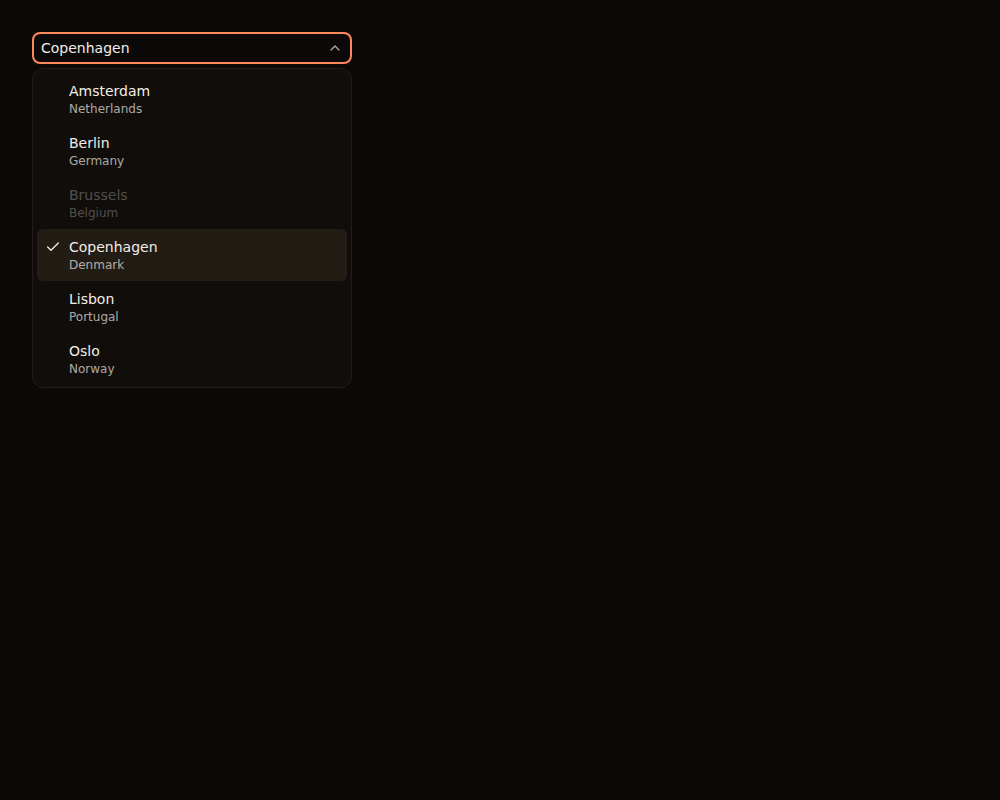 Copenhagen
Amsterdam
Netherlands
Berlin
Germany
Brussels
Belgium
Copenhagen
Denmark
Lisbon
Portugal
Oslo
Norway